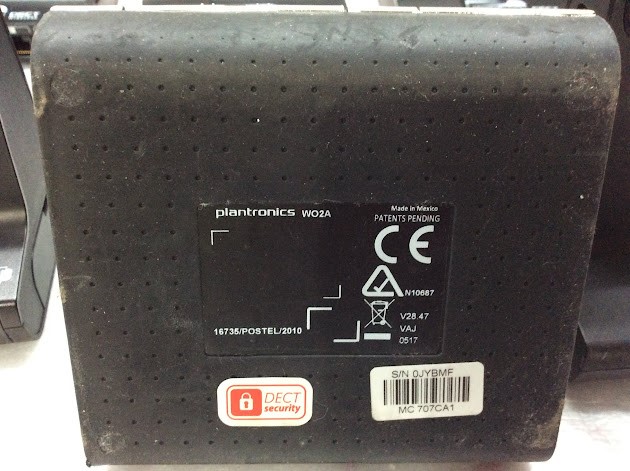 plantronics WO2A
Made in Mexico
PATENTS PENDING
CE
N10687
16735/POSTEL/2010
V28.47
VAJ
0517
DECT
security
S/N 0JYBMF
MC 707CA1